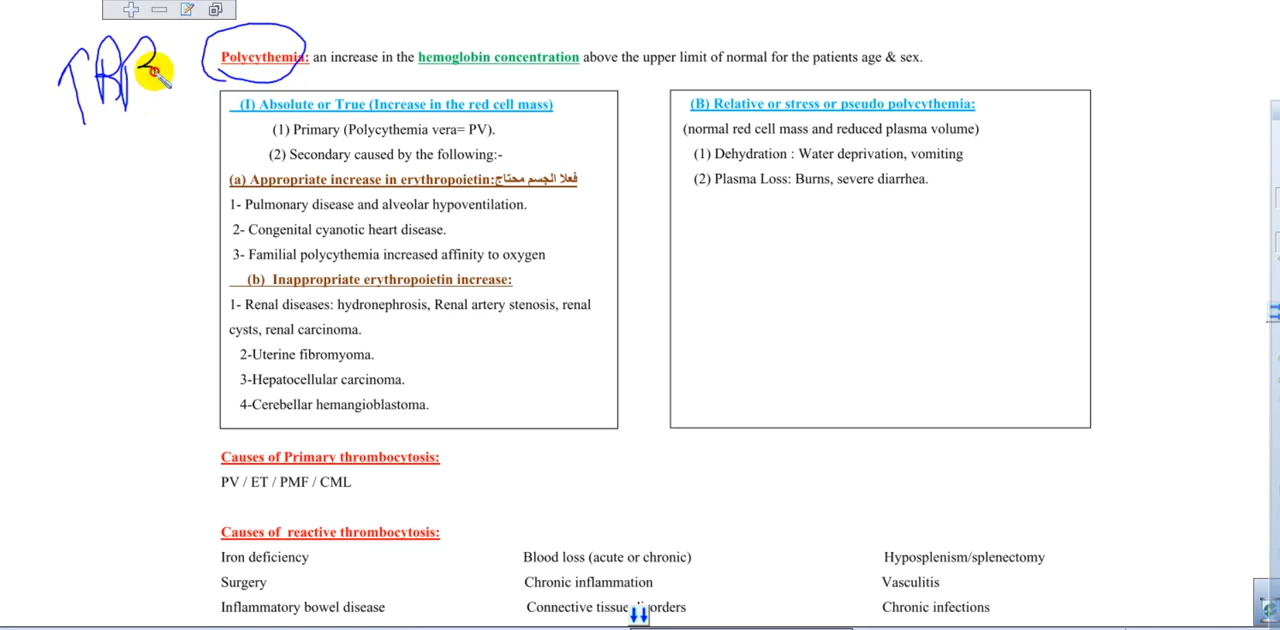 Polycythemia: an increase in the hemoglobin concentration above the upper limit of normal for the patients age & sex.
(I) Absolute or True (Increase in the red cell mass)
(1) Primary (Polycythemia vera= PV).
(2) Secondary caused by the following:-
(a) Appropriate increase in erythropoietin:فعلا الجسم محتاج
1- Pulmonary disease and alveolar hypoventilation.
2- Congenital cyanotic heart disease.
3- Familial polycythemia increased affinity to oxygen
(b) Inappropriate erythropoietin increase:
1- Renal diseases: hydronephrosis, Renal artery stenosis, renal
cysts, renal carcinoma.
2-Uterine fibromyoma.
3-Hepatocellular carcinoma.
4-Cerebellar hemangioblastoma.
(B) Relative or stress or pseudo polycythemia:
(normal red cell mass and reduced plasma volume)
(1) Dehydration : Water deprivation, vomiting
(2) Plasma Loss: Burns, severe diarrhea.
Causes of Primary thrombocytosis:
PV / ET / PMF / CML
Causes of reactive thrombocytosis:
Iron deficiency Blood loss (acute or chronic) Hyposplenism/splenectomy
Surgery Chronic inflammation Vasculitis
Inflammatory bowel disease Connective tissue disorders Chronic infections